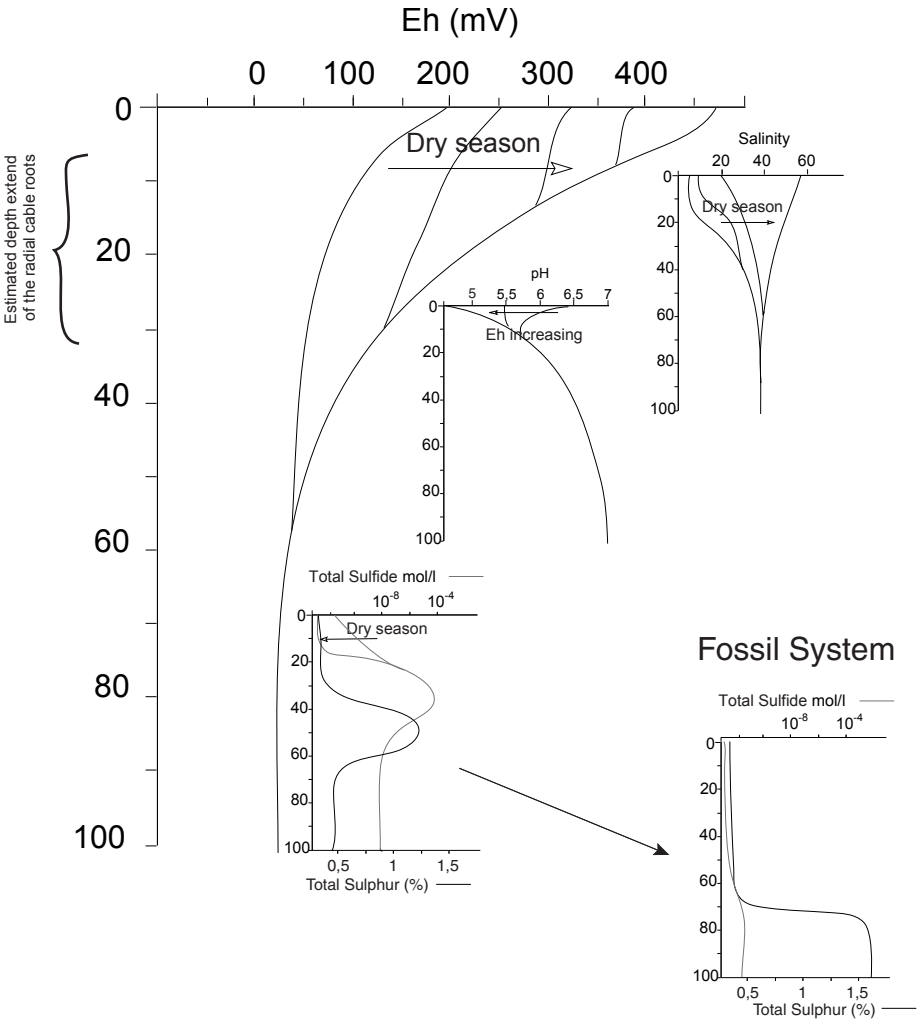 Eh (mV)
0 100 200 300 400
0
20
40
60
80
100
Estimated depth extend
of the radial cable roots
Dry season
Salinity
20 40 60
0
20
40
60
80
100
Dry season
pH
5 5,5 6 6,5 7
0
20
40
60
80
100
Eh increasing
Total Sulfide mol/l
10-8 10-4
0
20
40
60
80
100
Dry season
0,5 1 1,5
Total Sulphur (%)
Fossil System
Total Sulfide mol/l
10-8 10-4
0
20
40
60
80
100
0,5 1 1,5
Total Sulphur (%)